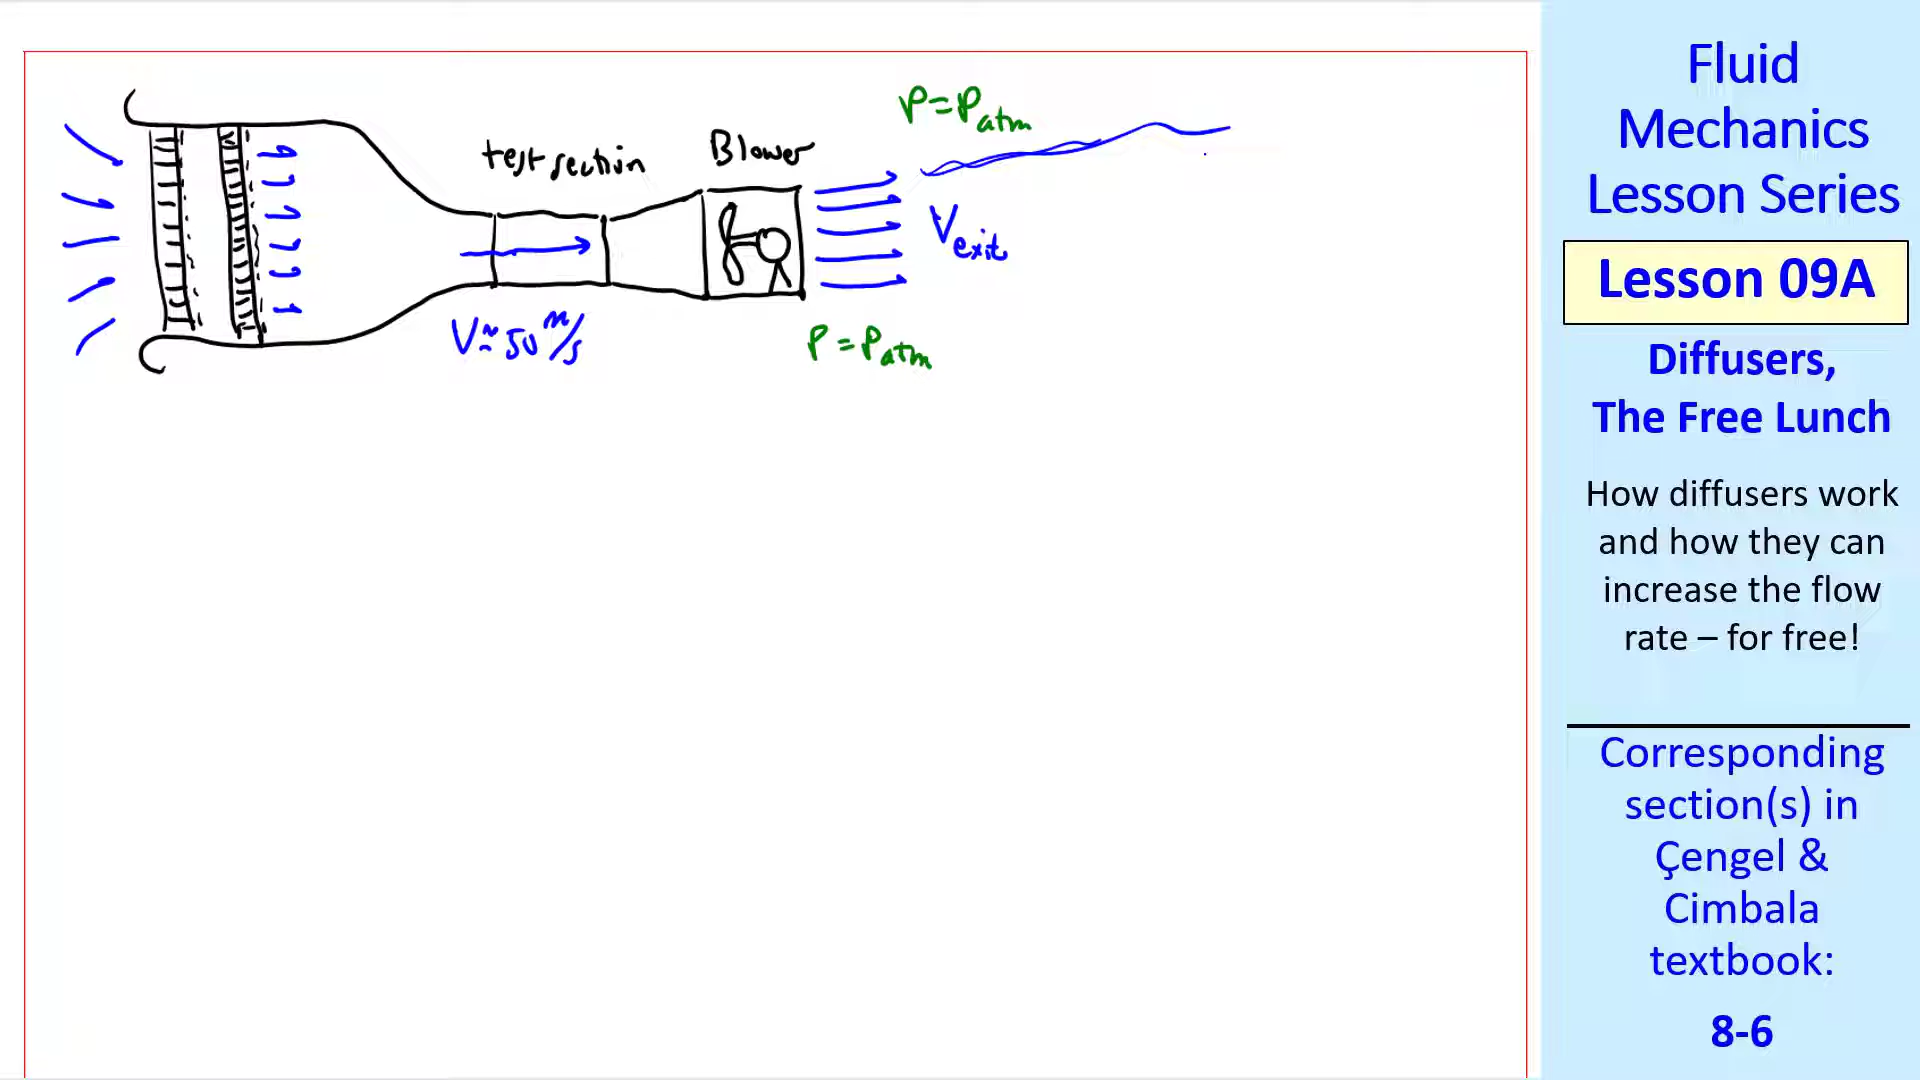 P=Patm
test section
Blower
Vexit
V≈50 m/s
P=Patm
Fluid
Mechanics
Lesson Series
Lesson 09A
Diffusers,
The Free Lunch
How diffusers work
and how they can
increase the flow
rate – for free!
Corresponding
section(s) in
Çengel &
Cimbala
textbook:
8-6